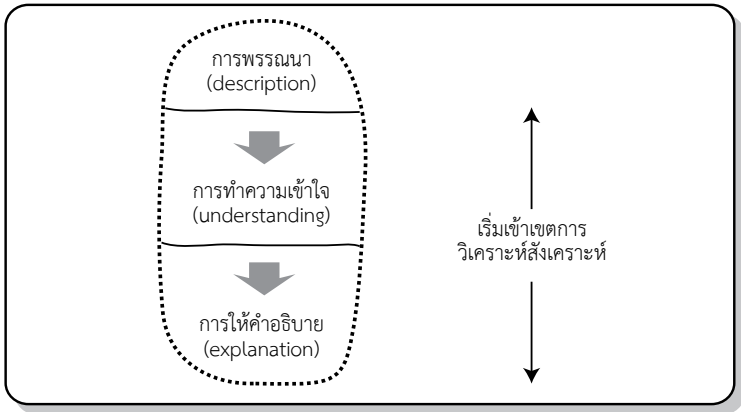 การพรรณนา
(description)
การทำความเข้าใจ
(understanding)
เริ่มเข้าเขตการ
วิเคราะห์สังเคราะห์
การให้คำอธิบาย
(explanation)